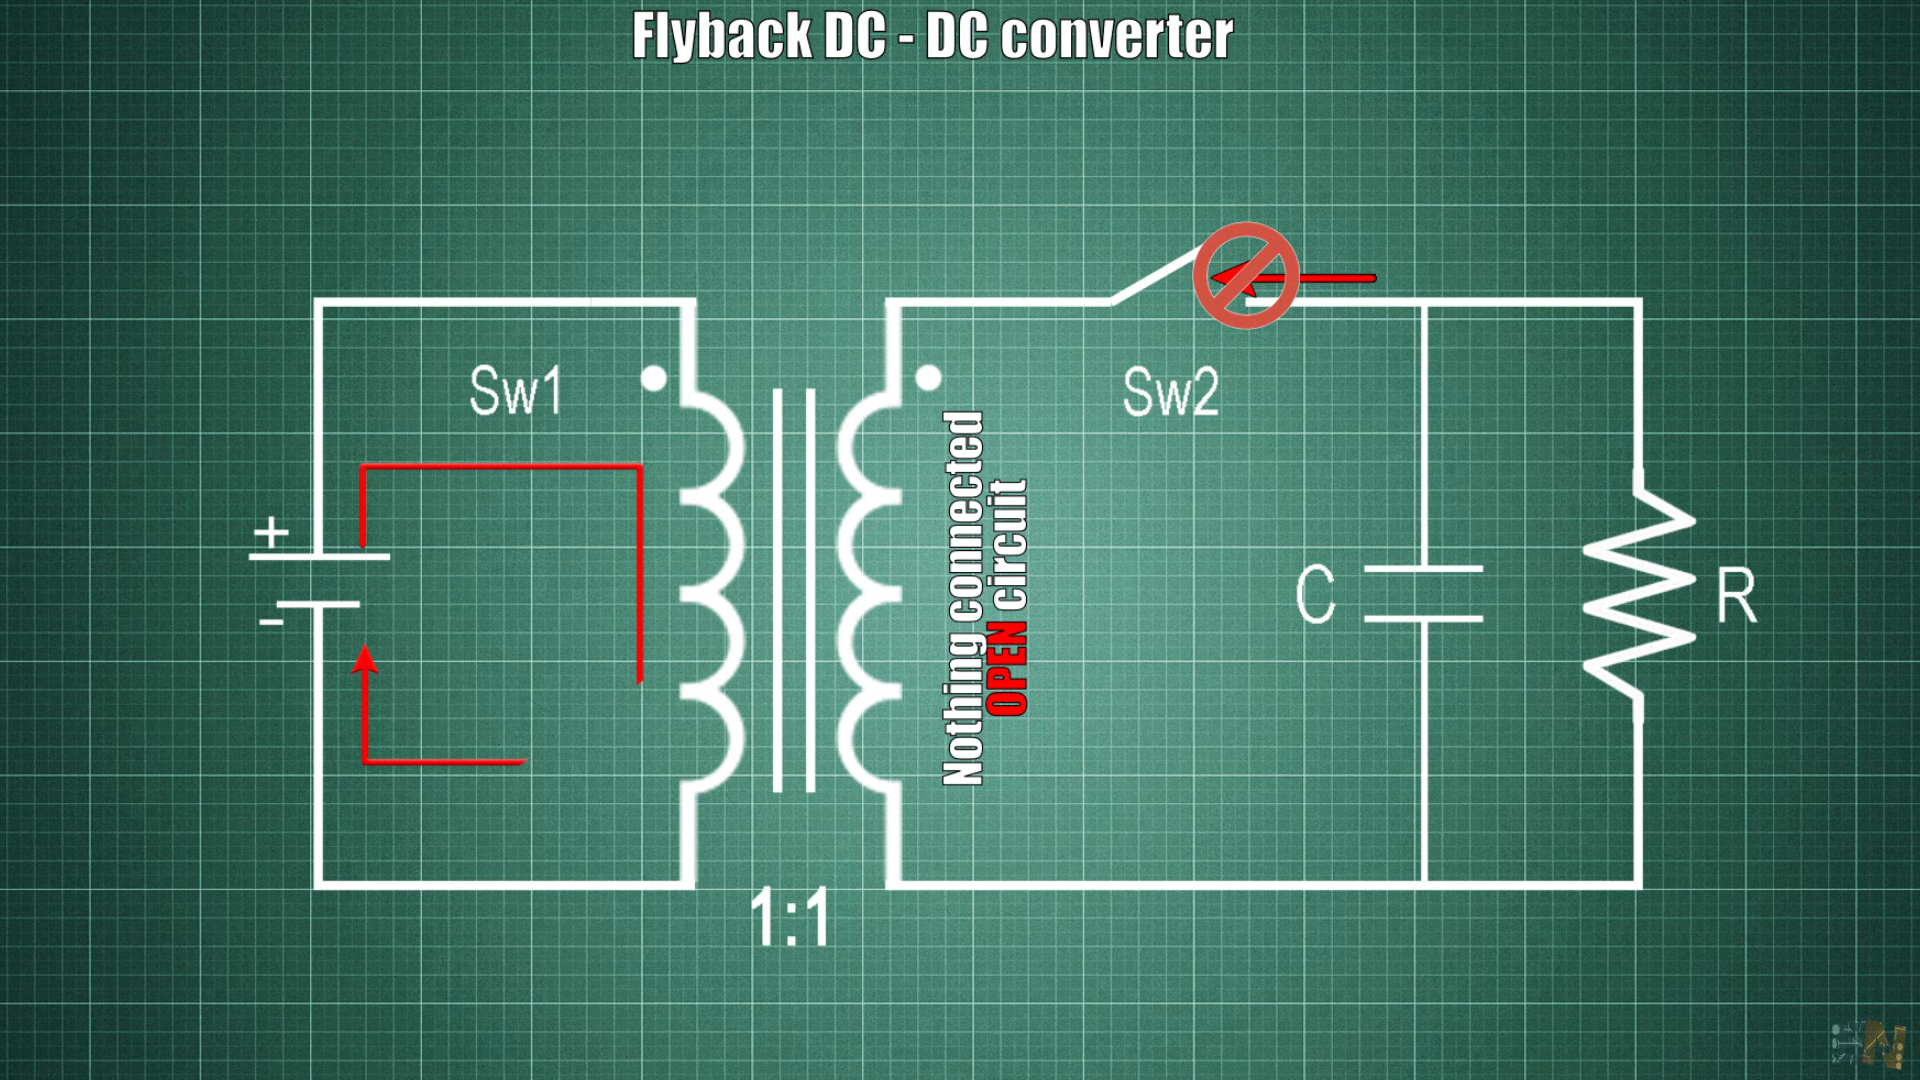 Flyback DC - DC converter
Sw1
Sw2
+
-
Nothing connected
OPEN circuit
C
R
1:1